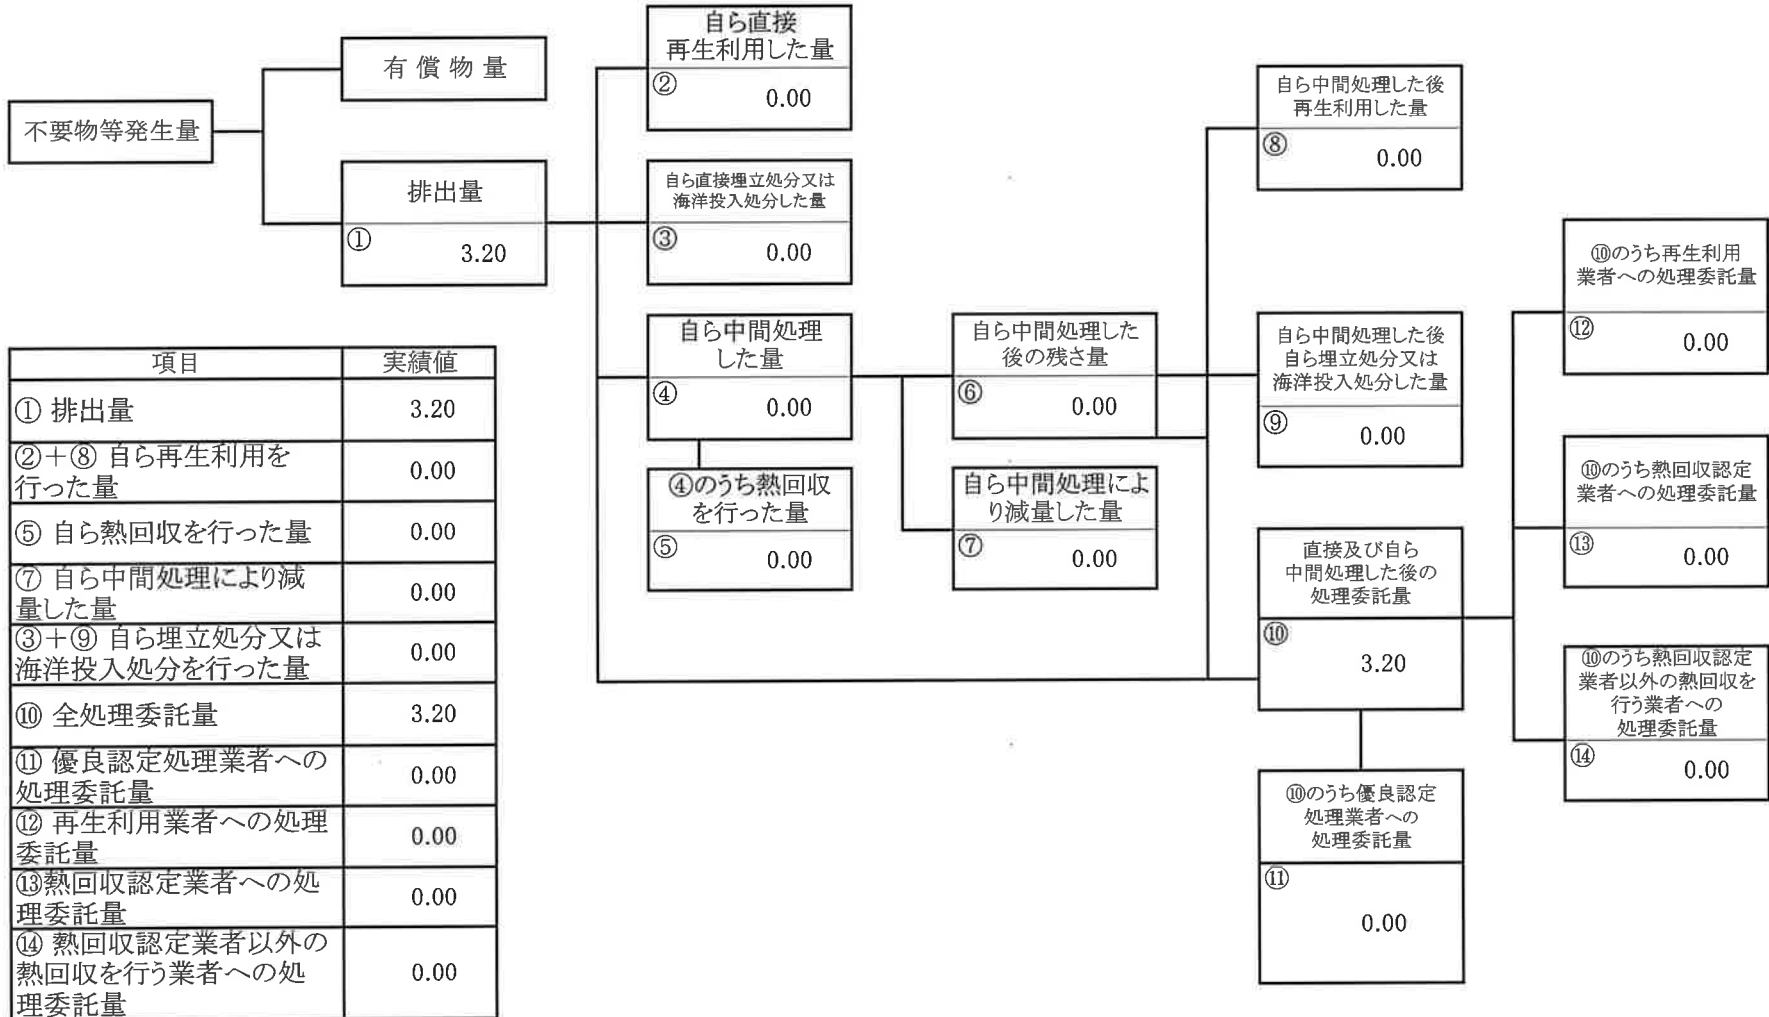 不要物等発生量
有償物量
排出量
①
3.20
自ら直接
再生利用した量
②
0.00
自ら直接埋立処分又は
海洋投入処分した量
③
0.00
自ら中間処理
した量
④
0.00
④のうち熱回収
を行った量
⑤
0.00
自ら中間処理した
後の残さ量
⑥
0.00
自ら中間処理によ
り減量した量
⑦
0.00
自ら中間処理した後
再生利用した量
⑧
0.00
自ら中間処理した後
自ら埋立処分又は
海洋投入処分した量
⑨
0.00
直接及び自ら
中間処理した後の
処理委託量
⑩
3.20
⑩のうち優良認定
処理業者への
処理委託量
⑪
0.00
⑩のうち再生利用
業者への処理委託量
⑫
0.00
⑩のうち熱回収認定
業者への処理委託量
⑬
0.00
⑩のうち熱回収認定
業者以外の熱回収を
行う業者への
処理委託量
⑭
0.00
項目 実績値
① 排出量 3.20
②＋⑧ 自ら再生利用を
行った量 0.00
⑤ 自ら熱回収を行った量 0.00
⑦ 自ら中間処理により減
量した量 0.00
③＋⑨ 自ら埋立処分又は
海洋投入処分を行った量 0.00
⑩ 全処理委託量 3.20
⑪ 優良認定処理業者への
処理委託量 0.00
⑫ 再生利用業者への処理
委託量 0.00
⑬熱回収認定業者への処
理委託量 0.00
⑭ 熱回収認定業者以外の
熱回収を行う業者への処
理委託量 0.00